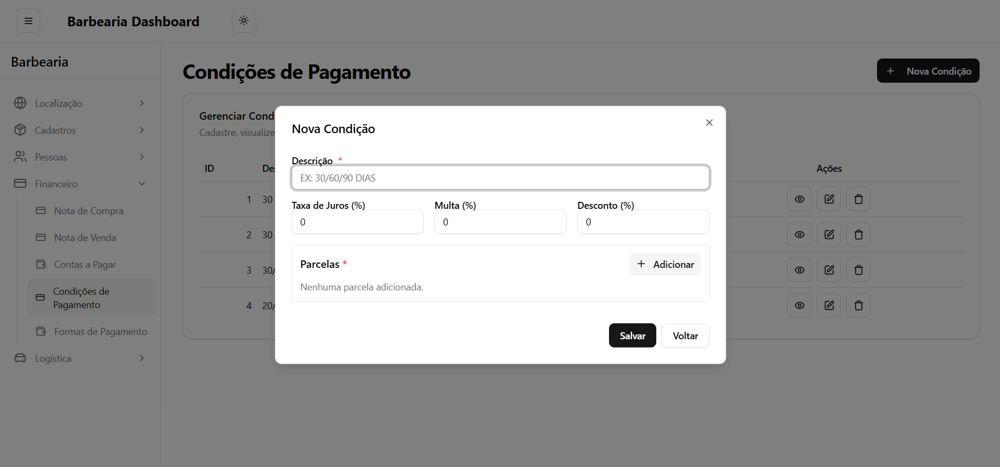 Barbearia Dashboard
Barbearia
Localização
Cadastros
Pessoas
Financeiro
Nota de Compra
Nota de Venda
Contas a Pagar
Condições de
Pagamento
Formas de Pagamento
Logística
Condições de Pagamento
+ Nova Condição
Gerenciar Cond
Cadastre, visualize
ID Des Ações
1 30
2 30
3 30/
4 20/
Nova Condição
Descrição *
EX: 30/60/90 DIAS
Taxa de Juros (%) Multa (%) Desconto (%)
0 0 0
Parcelas * + Adicionar
Nenhuma parcela adicionada.
Salvar Voltar